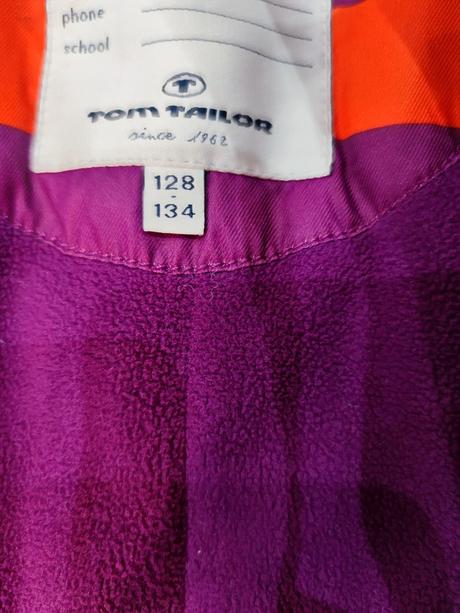 phone
school
TOM TAILOR
since 1962
128
-
134